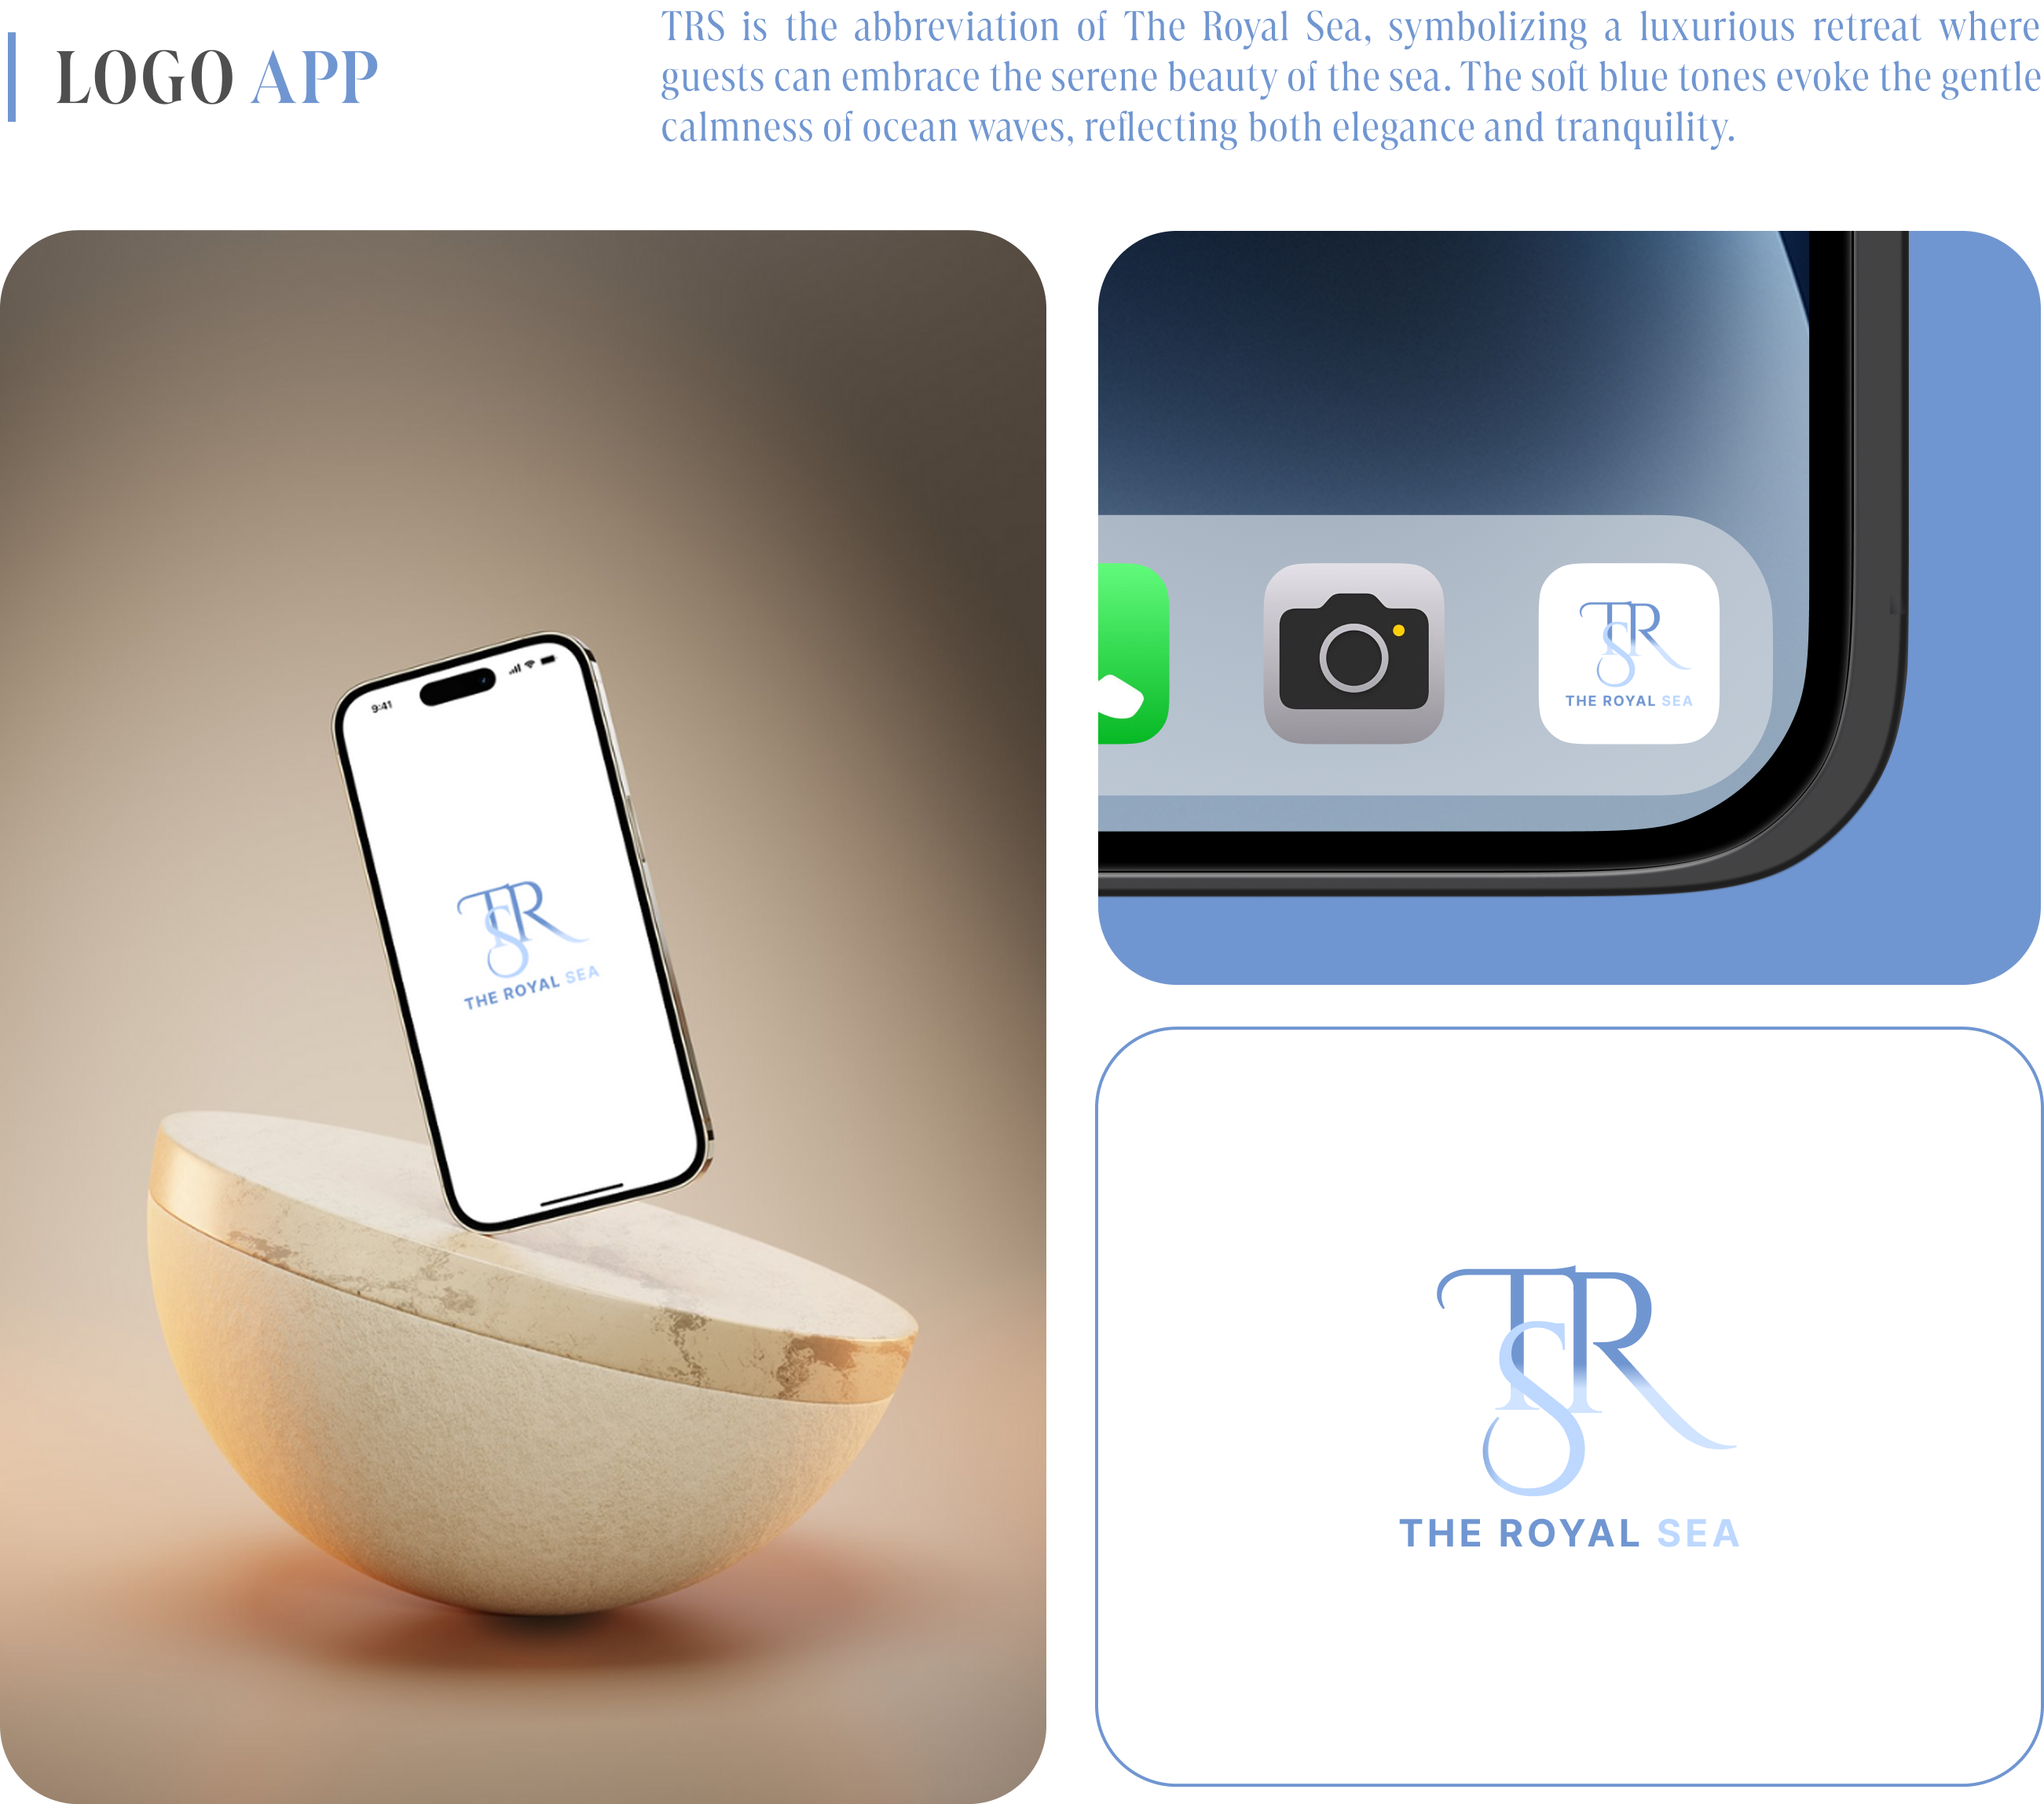 LOGO APP
TRS is the abbreviation of The Royal Sea, symbolizing a luxurious retreat where
guests can embrace the serene beauty of the sea. The soft blue tones evoke the gentle
calmness of ocean waves, reflecting both elegance and tranquility.
9:41
TRS
THE ROYAL SEA
TRS
THE ROYAL SEA
TRS
THE ROYAL SEA